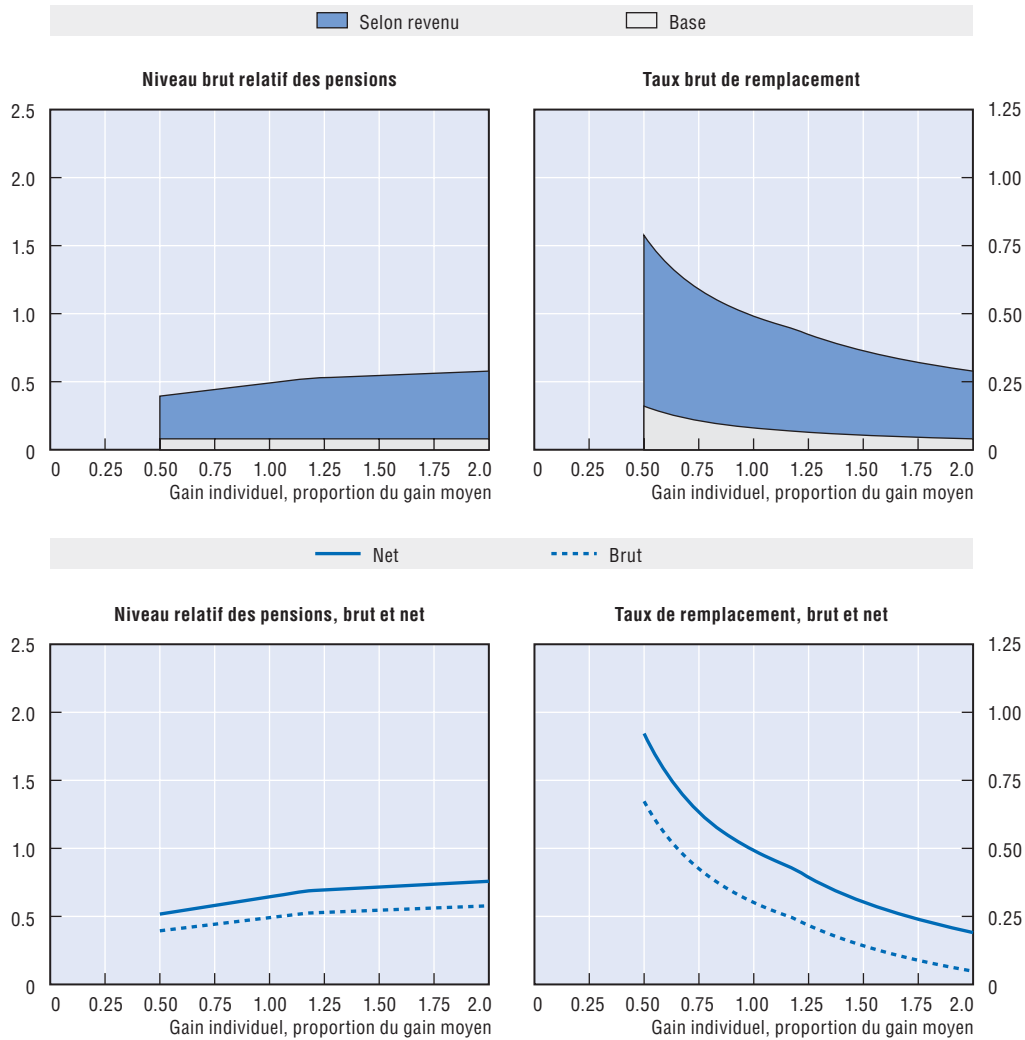 Selon revenu Base
Niveau brut relatif des pensions
2.5
2.0
1.5
1.0
0.5
0
0 0.25 0.50 0.75 1.00 1.25 1.50 1.75 2.0
Gain individuel, proportion du gain moyen
Taux brut de remplacement
1.25
1.00
0.75
0.50
0.25
0
0 0.25 0.50 0.75 1.00 1.25 1.50 1.75 2.0
Gain individuel, proportion du gain moyen
Net Brut
Niveau relatif des pensions, brut et net
2.5
2.0
1.5
1.0
0.5
0
0 0.25 0.50 0.75 1.00 1.25 1.50 1.75 2.0
Gain individuel, proportion du gain moyen
Taux de remplacement, brut et net
1.25
1.00
0.75
0.50
0.25
0
0 0.25 0.50 0.75 1.00 1.25 1.50 1.75 2.0
Gain individuel, proportion du gain moyen